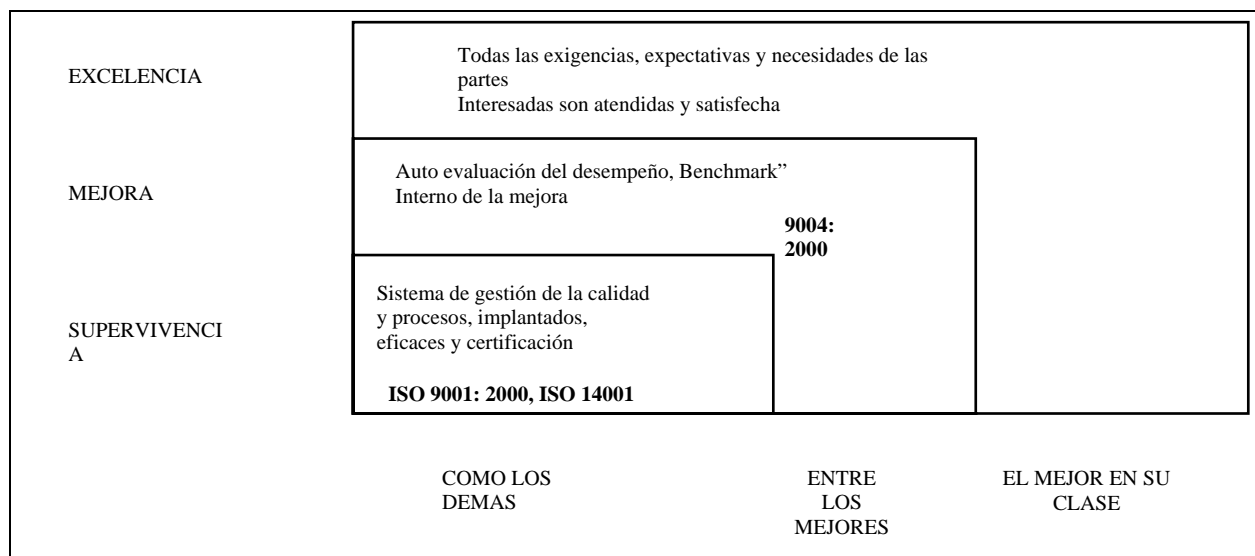 EXCELENCIA
Todas las exigencias, expectativas y necesidades de las
partes
Interesadas son atendidas y satisfecha
MEJORA
Auto evaluación del desempeño, Benchmark”
Interno de la mejora
9004:
2000
SUPERVIVENCI
A
Sistema de gestión de la calidad
y procesos, implantados,
eficaces y certificación
ISO 9001: 2000, ISO 14001
COMO LOS
DEMAS
ENTRE
LOS
MEJORES
EL MEJOR EN SU
CLASE